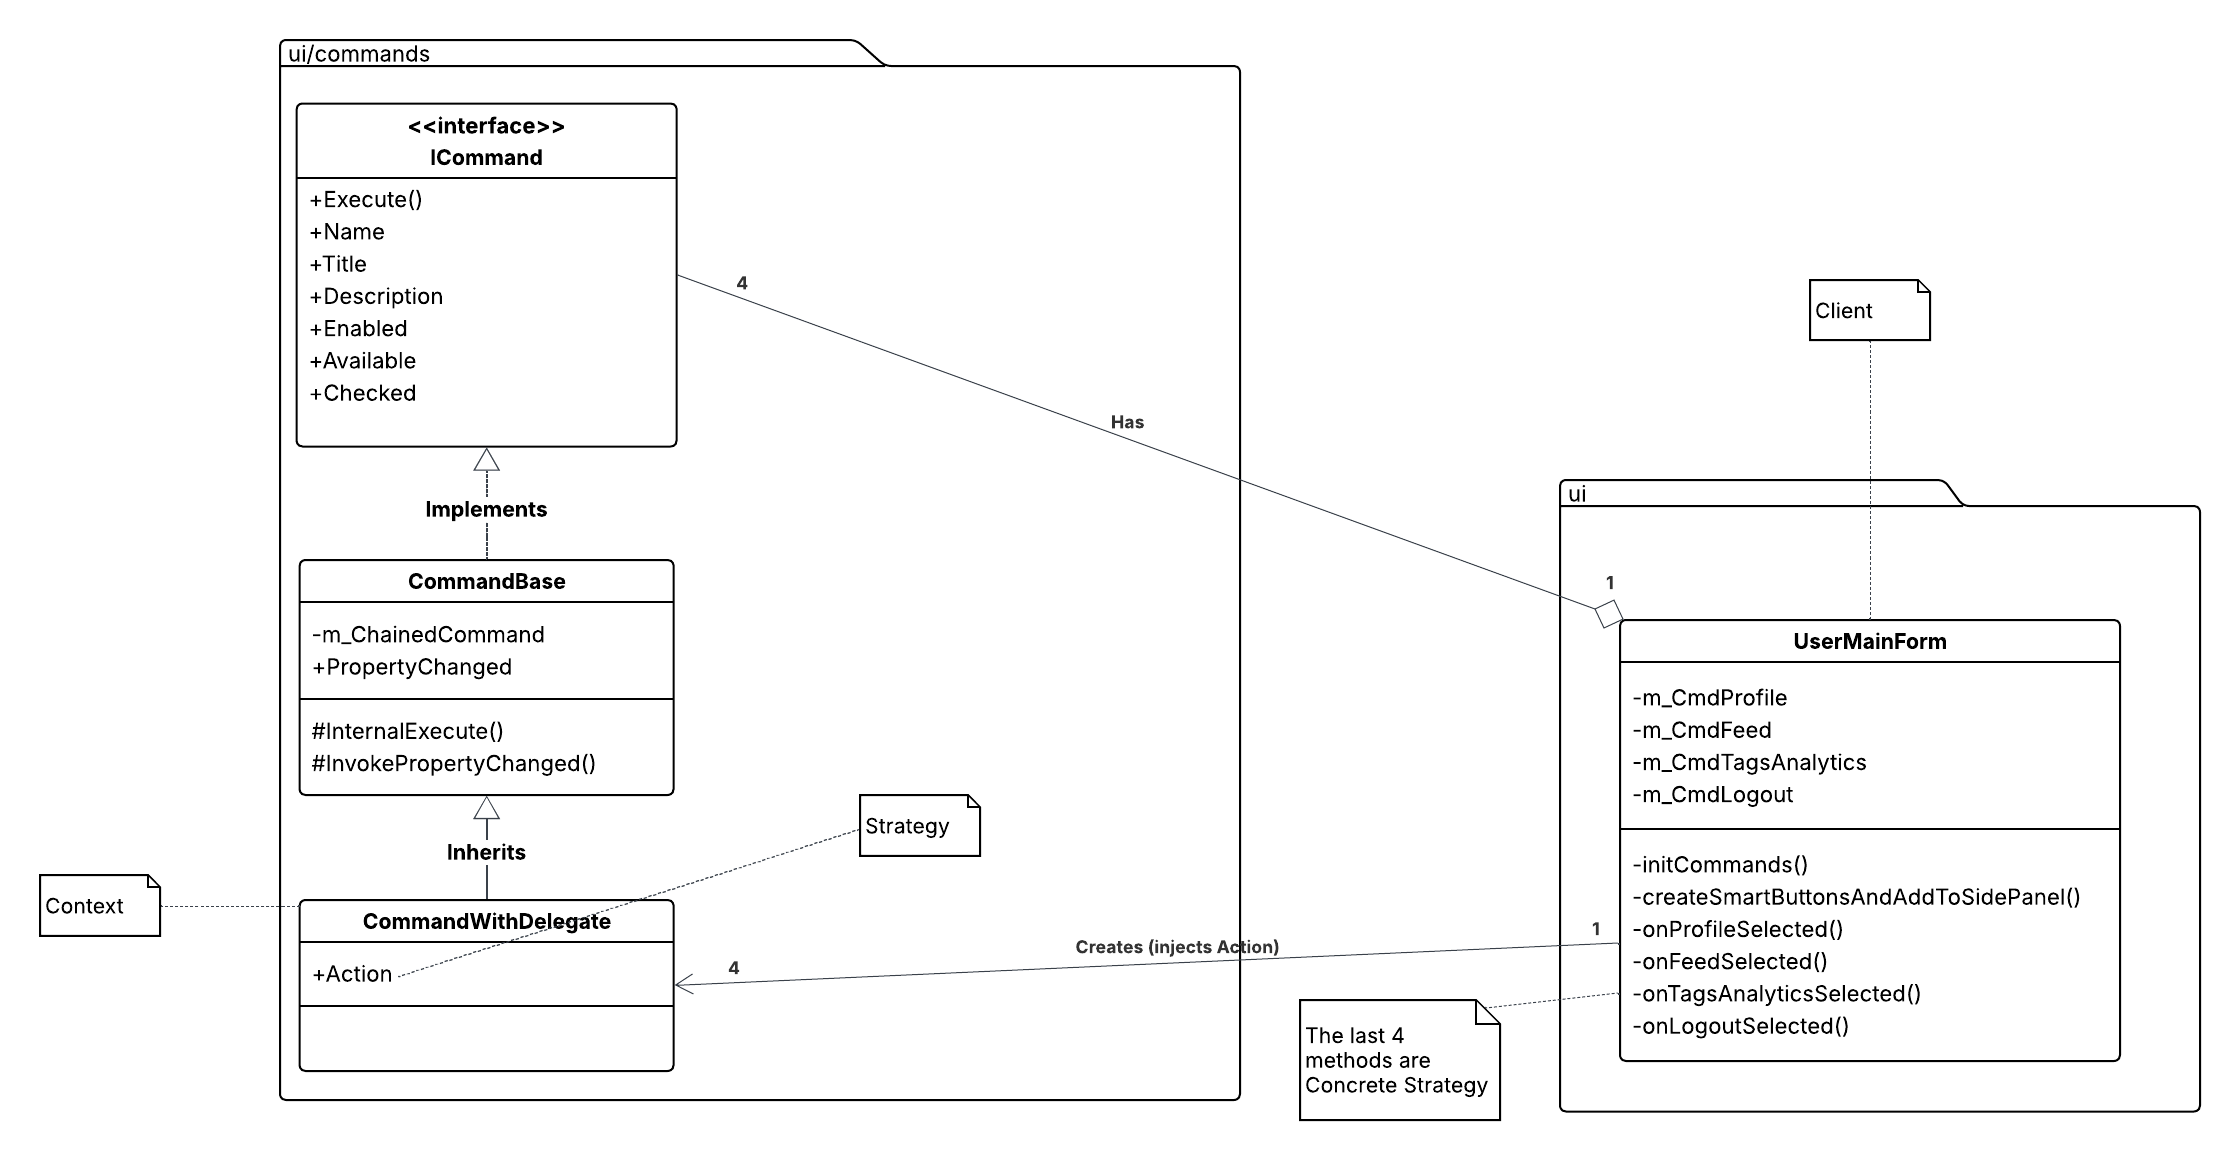 ui/commands
<<interface>>
ICommand
+Execute()
+Name
+Title
+Description
+Enabled
+Available
+Checked
4
Has
Client
Implements
ui
1
CommandBase
-m_ChainedCommand
+PropertyChanged
#InternalExecute()
#InvokePropertyChanged()
UserMainForm
-m_CmdProfile
-m_CmdFeed
-m_CmdTagsAnalytics
-m_CmdLogout
-initCommands()
-createSmartButtonsAndAddToSidePanel()
-onProfileSelected()
-onFeedSelected()
-onTagsAnalyticsSelected()
-onLogoutSelected()
Strategy
Inherits
Context
CommandWithDelegate
+Action
4
Creates (injects Action)
1
The last 4
methods are
Concrete Strategy